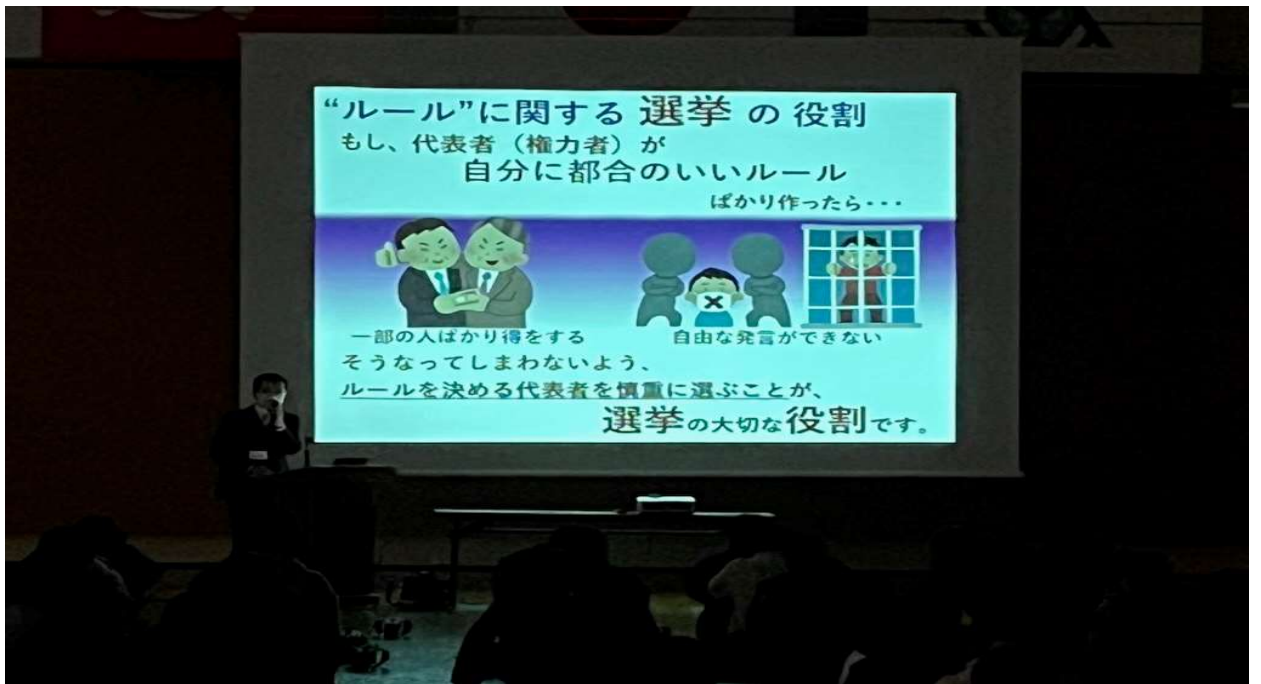 “ルール”に関する 選挙 の 役割
もし、代表者（権力者）が
自分に都合のいいルール
ばかり作ったら・・・
一部の人ばかり得をする
自由な発言ができない
そうなってしまわないよう、
ルールを決める代表者を慎重に選ぶことが、
選挙の大切な役割です。